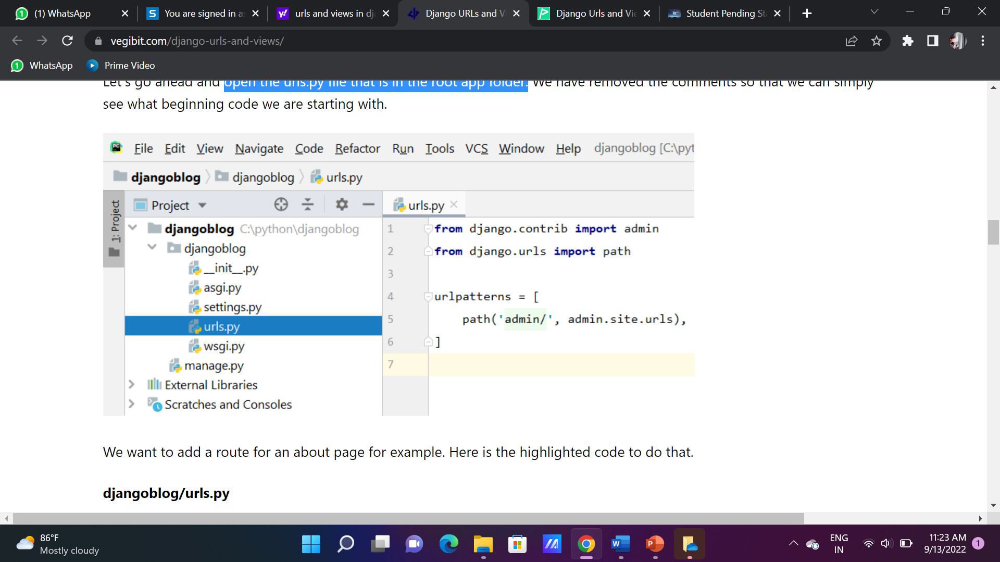 (1) WhatsApp
You are signed in as
urls and views in dj
Django URLs and V
Django Urls and Vie
Student Pending St
vegibit.com/django-urls-and-views/
WhatsApp
Prime Video
Let's go ahead and open the urls.py file that is in the root app folder. We have removed the comments so that we can simply
see what beginning code we are starting with.
File Edit View Navigate Code Refactor Run Tools VCS Window Help djangoblog [C:\pyt
djangoblog djangoblog urls.py
1: Project
Project
urls.py
djangoblog C:\python\djangoblog
djangoblog
__init__.py
asgi.py
settings.py
urls.py
wsgi.py
manage.py
External Libraries
Scratches and Consoles
1 from django.contrib import admin
2 from django.urls import path
3
4 urlpatterns = [
5 path('admin/', admin.site.urls),
6 ]
7
We want to add a route for an about page for example. Here is the highlighted code to do that.
djangoblog/urls.py
86°F
Mostly cloudy
ENG
IN
11:23 AM
9/13/2022
1